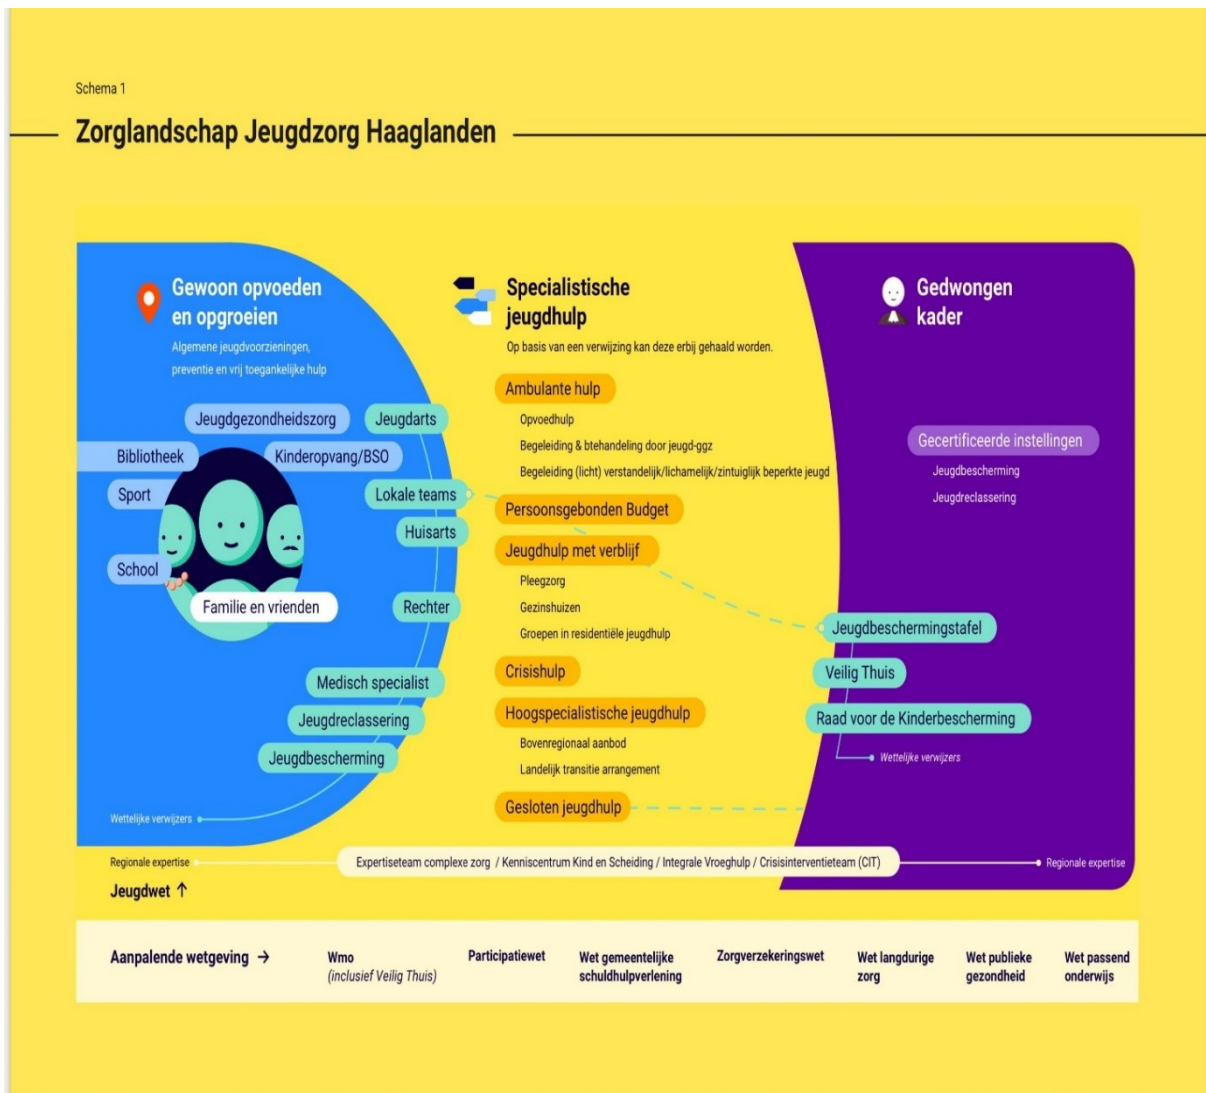 Schema 1
Zorglandschap Jeugdzorg Haaglanden
Gewoon opvoeden
en opgroeien
Algemene jeugdvoorzieningen,
preventie en vrij toegankelijke hulp
Jeugdgezondheidszorg
Jeugdarts
Bibliotheek
Kinderopvang/BSO
Sport
Lokale teams
Huisarts
School
Familie en vrienden
Rechter
Medisch specialist
Jeugdreclassering
Jeugdbescherming
Wettelijke verwijzers
Specialistische
jeugdhulp
Op basis van een verwijzing kan deze erbij gehaald worden.
Ambulante hulp
Opvoedhulp
Begeleiding & btehandeling door jeugd-ggz
Begeleiding (licht) verstandelijk/lichamelijk/zintuiglijk beperkte jeugd
Persoonsgebonden Budget
Jeugdhulp met verblijf
Pleegzorg
Gezinshuizen
Groepen in residentiële jeugdhulp
Crisishulp
Hoogspecialistische jeugdhulp
Bovenregionaal aanbod
Landelijk transitie arrangement
Gesloten jeugdhulp
Gedwongen
kader
Gecertificeerde instellingen
Jeugdbescherming
Jeugdreclassering
Jeugdbeschermingstafel
Veilig Thuis
Raad voor de Kinderbescherming
Wettelijke verwijzers
Regionale expertise
Expertiseteam complexe zorg / Kenniscentrum Kind en Scheiding / Integrale Vroeghulp / Crisisinterventieteam (CIT)
Regionale expertise
Jeugdwet ↑
Aanpalende wetgeving →
Wmo
(inclusief Veilig Thuis)
Participatiewet
Wet gemeentelijke
schuldhulpverlening
Zorgverzekeringswet
Wet langdurige
zorg
Wet publieke
gezondheid
Wet passend
onderwijs